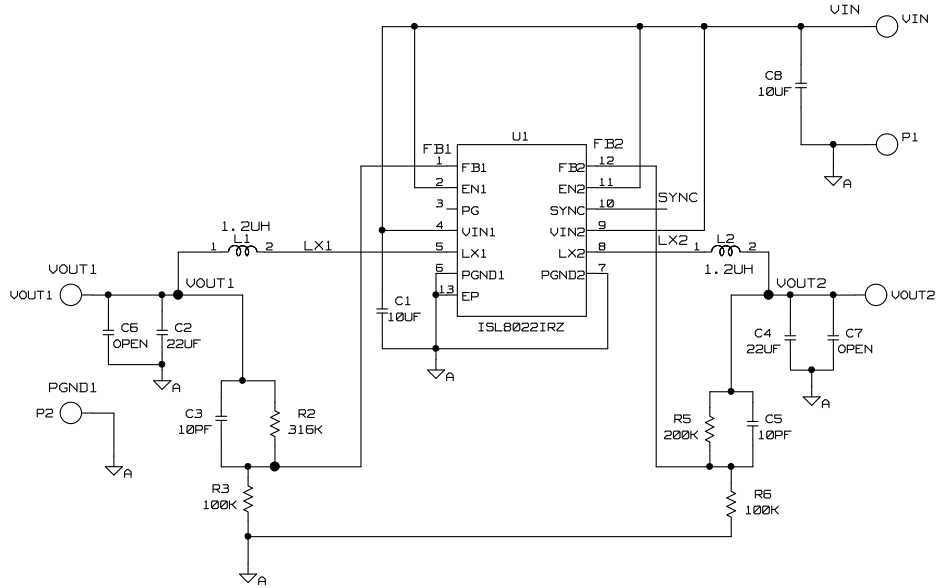 VIN
VIN
C8
10UF
P1
A
U1
FB1
FB2
1
FB1
FB2
12
2
EN1
EN2
11
3
PG
SYNC
10
SYNC
4
VIN1
VIN2
9
5
LX1
LX2
8
6
PGND1
PGND2
7
13
EP
ISL8022IRZ
1.2UH
1
L1
2
LX1
LX2
1
L2
2
1.2UH
VOUT1
VOUT1
VOUT1
VOUT2
VOUT2
C1
10UF
A
C6
OPEN
C2
22UF
A
C4
22UF
C7
OPEN
A
PGND1
P2
A
C3
10PF
R2
316K
R5
200K
C5
10PF
R3
100K
R6
100K
A